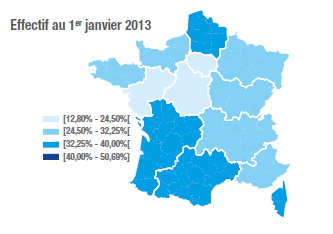 Effectif au 1er janvier 2013
[12,80% - 24,50%[
[24,50% - 32,25%[
[32,25% - 40,00%[
[40,00% - 50,69%[